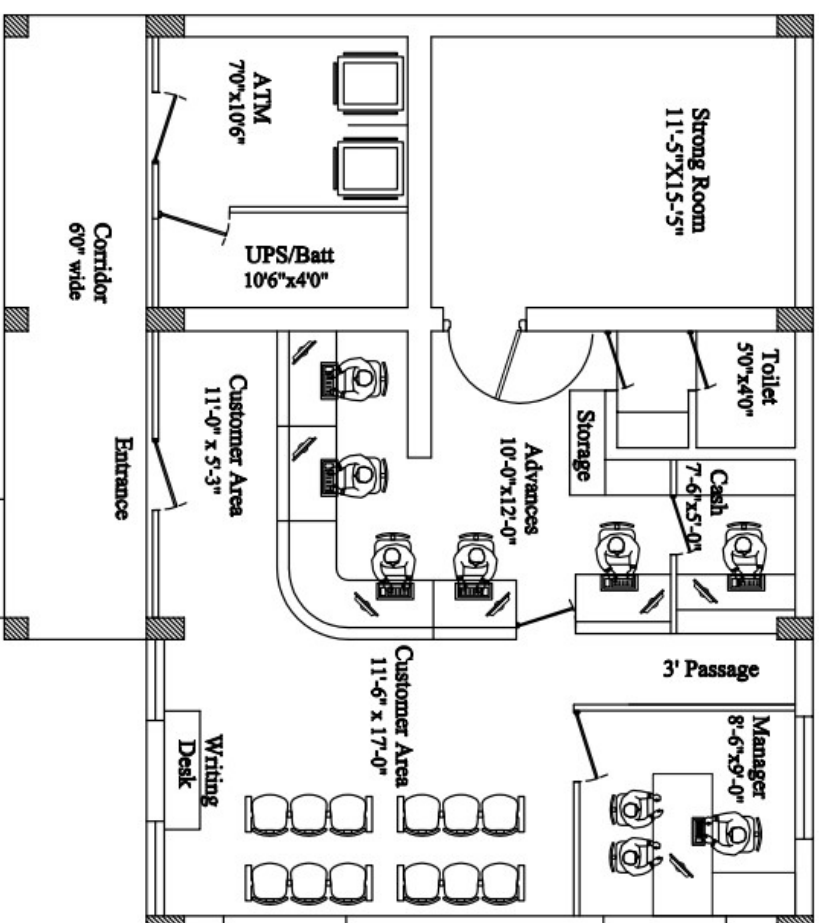 ATM
7'0"x10'6"
Strong Room
11'-5"X15-'5"
UPS/Batt
10'6"x4'0"
Corridor
6'0" wide
Toilet
5'0"x4'0"
Customer Area
11'-0" x 5'-3"
Storage
Advances
10'-0"x12'-0"
Cash
7'-6"x5'-0"
Entrance
Customer Area
11'-6" x 17'-0"
3' Passage
Manager
8'-6"x9'-0"
Writing
Desk